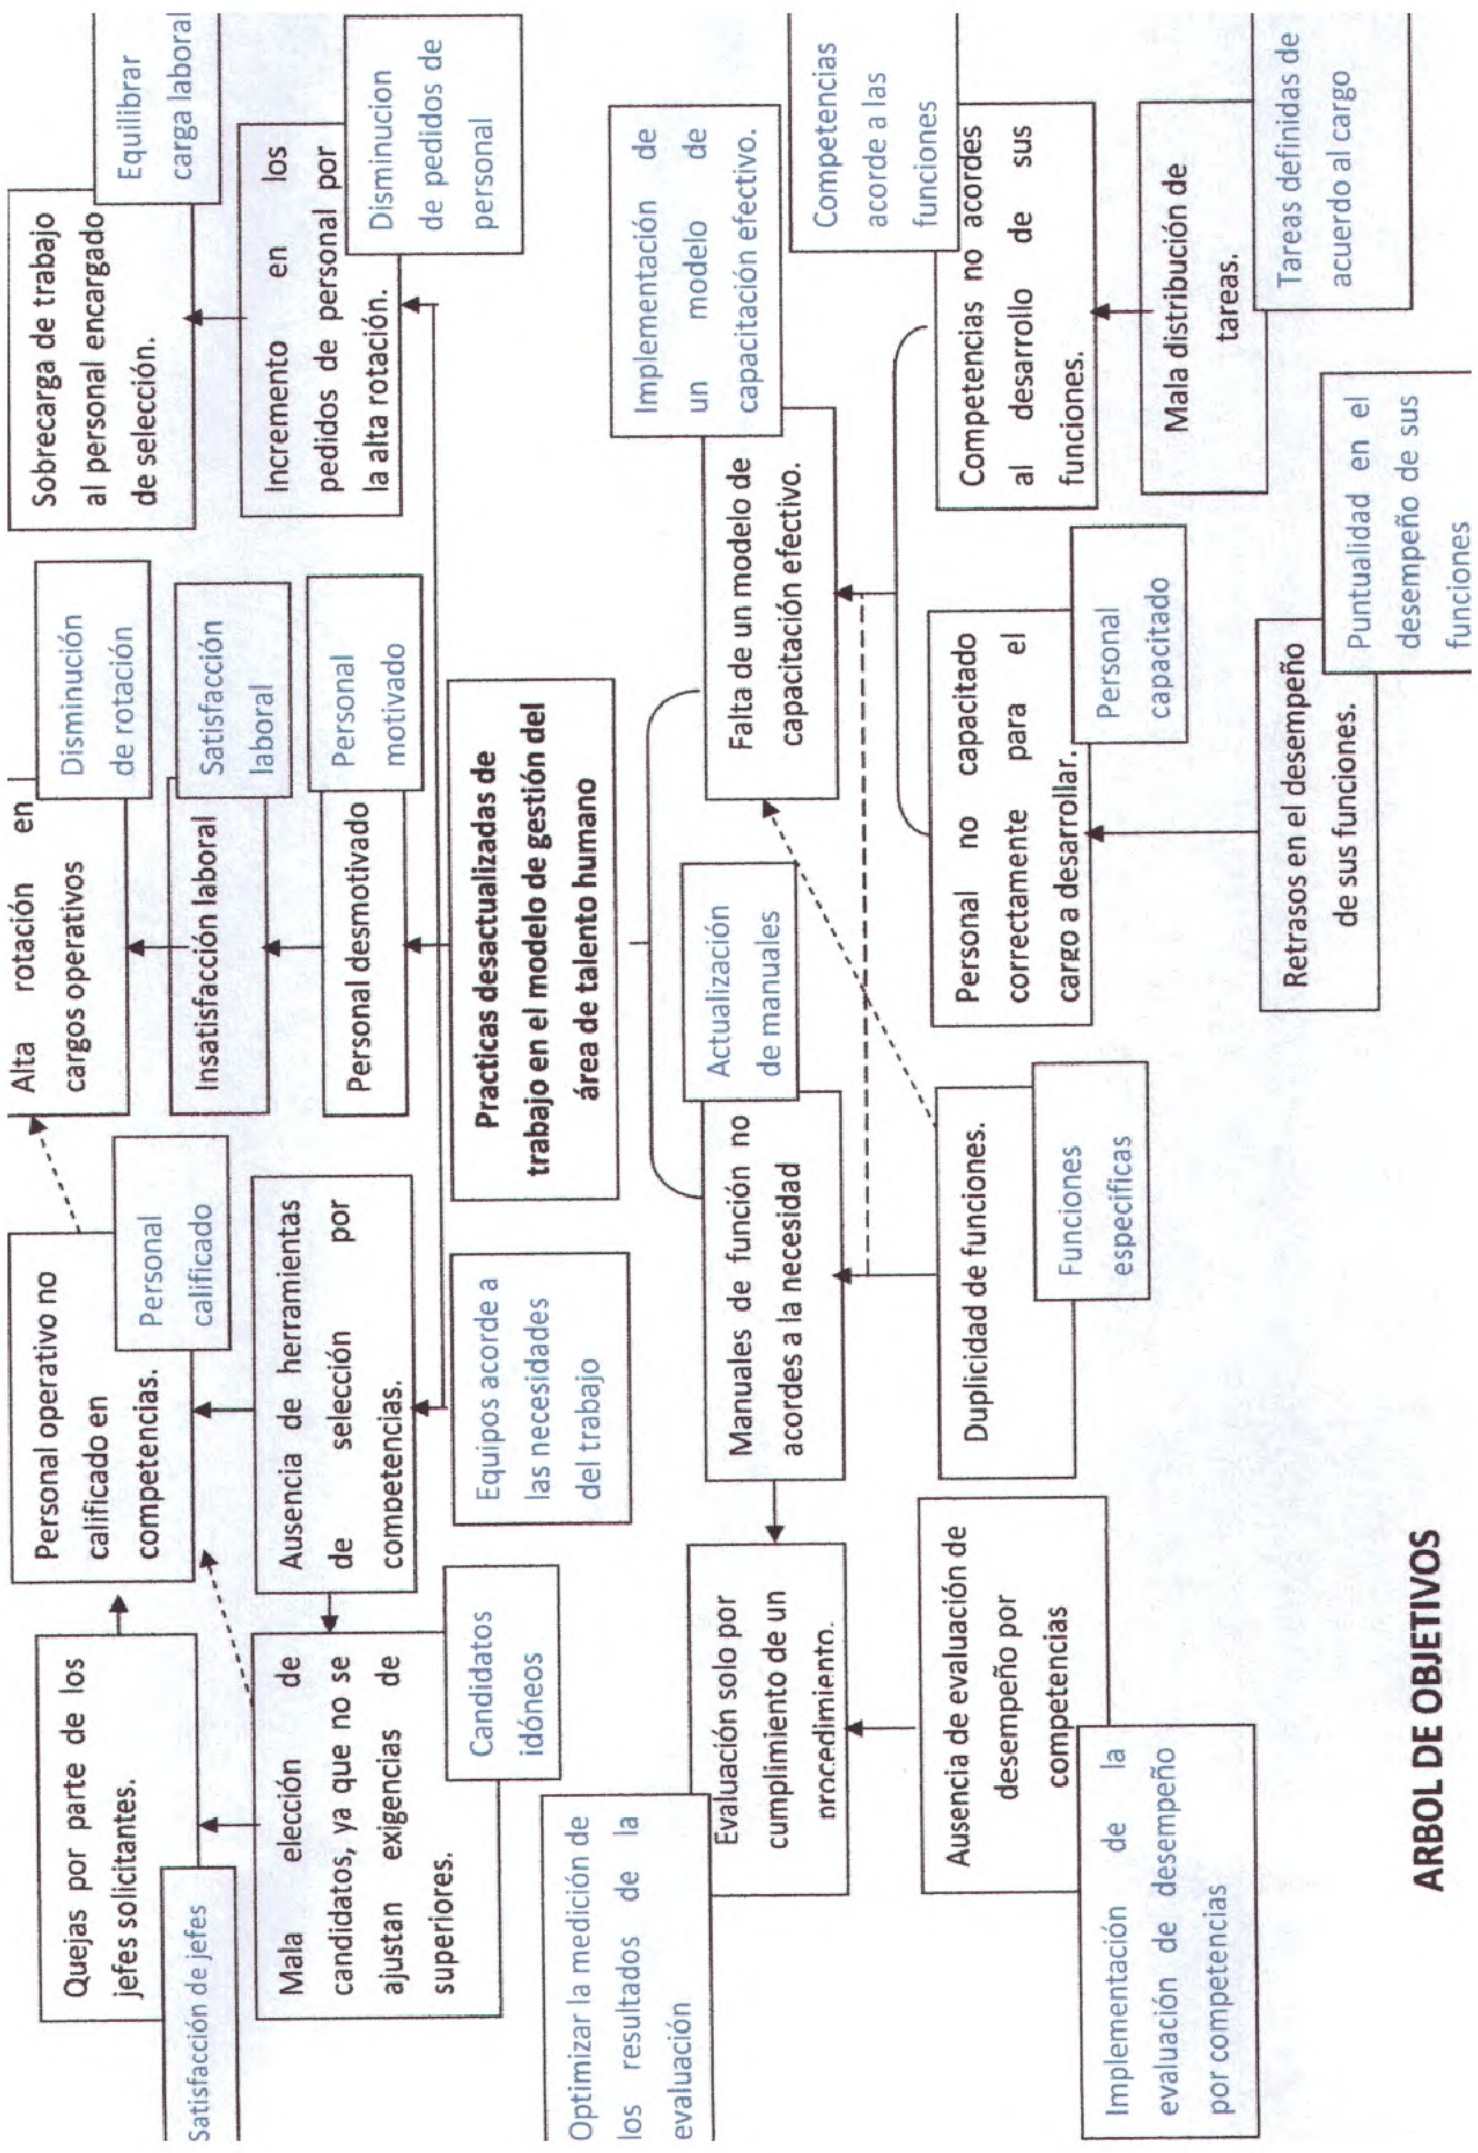 Quejas por parte de los
jefes solicitantes.
Satisfacción de jefes
Personal operativo no
calificado en
competencias.
Personal
calificado
Alta rotación en
cargos operativos
Disminución
de rotación
Sobrecarga de trabajo
al personal encargado
de selección.
Equilibrar
carga laboral
Mala elección de
candidatos, ya que no se
ajustan exigencias de
superiores.
Candidatos
idóneos
Ausencia de herramientas
de selección por
competencias.
Equipos acorde a
las necesidades
del trabajo
Insatisfacción laboral
Satisfacción
laboral
Personal desmotivado
Personal
motivado
Incremento en los
pedidos de personal por
la alta rotación.
Disminucion
de pedidos de
personal
Practicas desactualizadas de
trabajo en el modelo de gestión del
área de talento humano
Optimizar la medición de
los resultados de la
evaluación
Evaluación solo por
cumplimiento de un
procedimiento.
Manuales de función no
acordes a la necesidad
Actualización
de manuales
Falta de un modelo de
capacitación efectivo.
Implementación de
un modelo de
capacitación efectivo.
Ausencia de evaluación de
desempeño por
competencias
Implementación de la
evaluación de desempeño
por competencias
Duplicidad de funciones.
Funciones
especificas
Personal no capacitado
correctamente para el
cargo a desarrollar.
Personal
capacitado
Competencias no acordes
al desarrollo de sus
funciones.
Competencias
acorde a las
funciones
Retrasos en el desempeño
de sus funciones.
Puntualidad en el
desempeño de sus
funciones
Mala distribución de
tareas.
Tareas definidas de
acuerdo al cargo
ARBOL DE OBJETIVOS